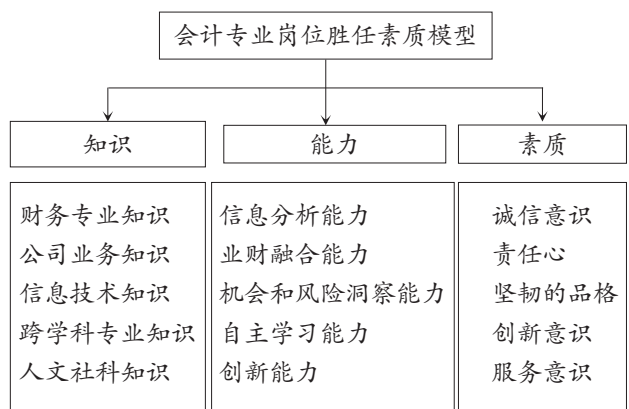 会计专业岗位胜任素质模型
知识
能力
素质
财务专业知识
公司业务知识
信息技术知识
跨学科专业知识
人文社科知识
信息分析能力
业财融合能力
机会和风险洞察能力
自主学习能力
创新能力
诚信意识
责任心
坚韧的品格
创新意识
服务意识